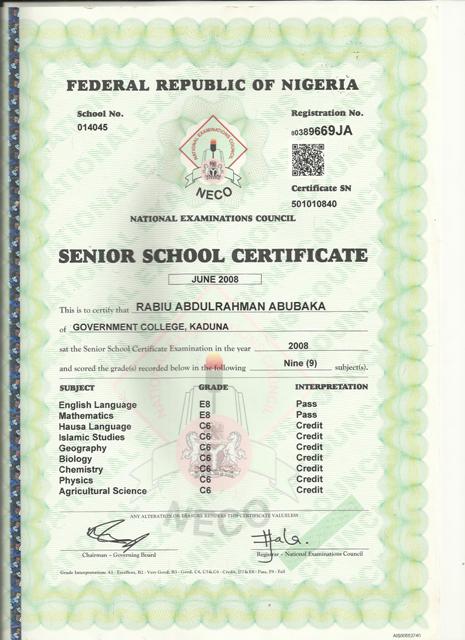 FEDERAL REPUBLIC OF NIGERIA
School No.
014045
Registration No.
80389669JA
NATIONAL EXAMINATIONS COUNCIL
NECO
Certificate SN
501010840
NATIONAL EXAMINATIONS COUNCIL
SENIOR SCHOOL CERTIFICATE
JUNE 2008
This is to certify that RABIU ABDULRAHMAN ABUBAKA
of GOVERNMENT COLLEGE, KADUNA
sat the Senior School Certificate Examination in the year 2008
and scored the grade(s) recorded below in the following Nine (9) subject(s).
SUBJECT GRADE INTERPRETATION
English Language E8 Pass
Mathematics E8 Pass
Hausa Language C6 Credit
Islamic Studies C6 Credit
Geography C6 Credit
Biology C6 Credit
Chemistry C6 Credit
Physics C6 Credit
Agricultural Science C6 Credit
NECO
ANY ALTERATION OR ERASURE RENDERS THIS CERTIFICATE VALUELESS
Chairman - Governing Board
Registrar - National Examinations Council
Grade Interpretation: A1 - Excellent, B2 - Very Good, B3 - Good, C4, C5 & C6 - Credit, D7 & E8 - Pass, F9 - Fail